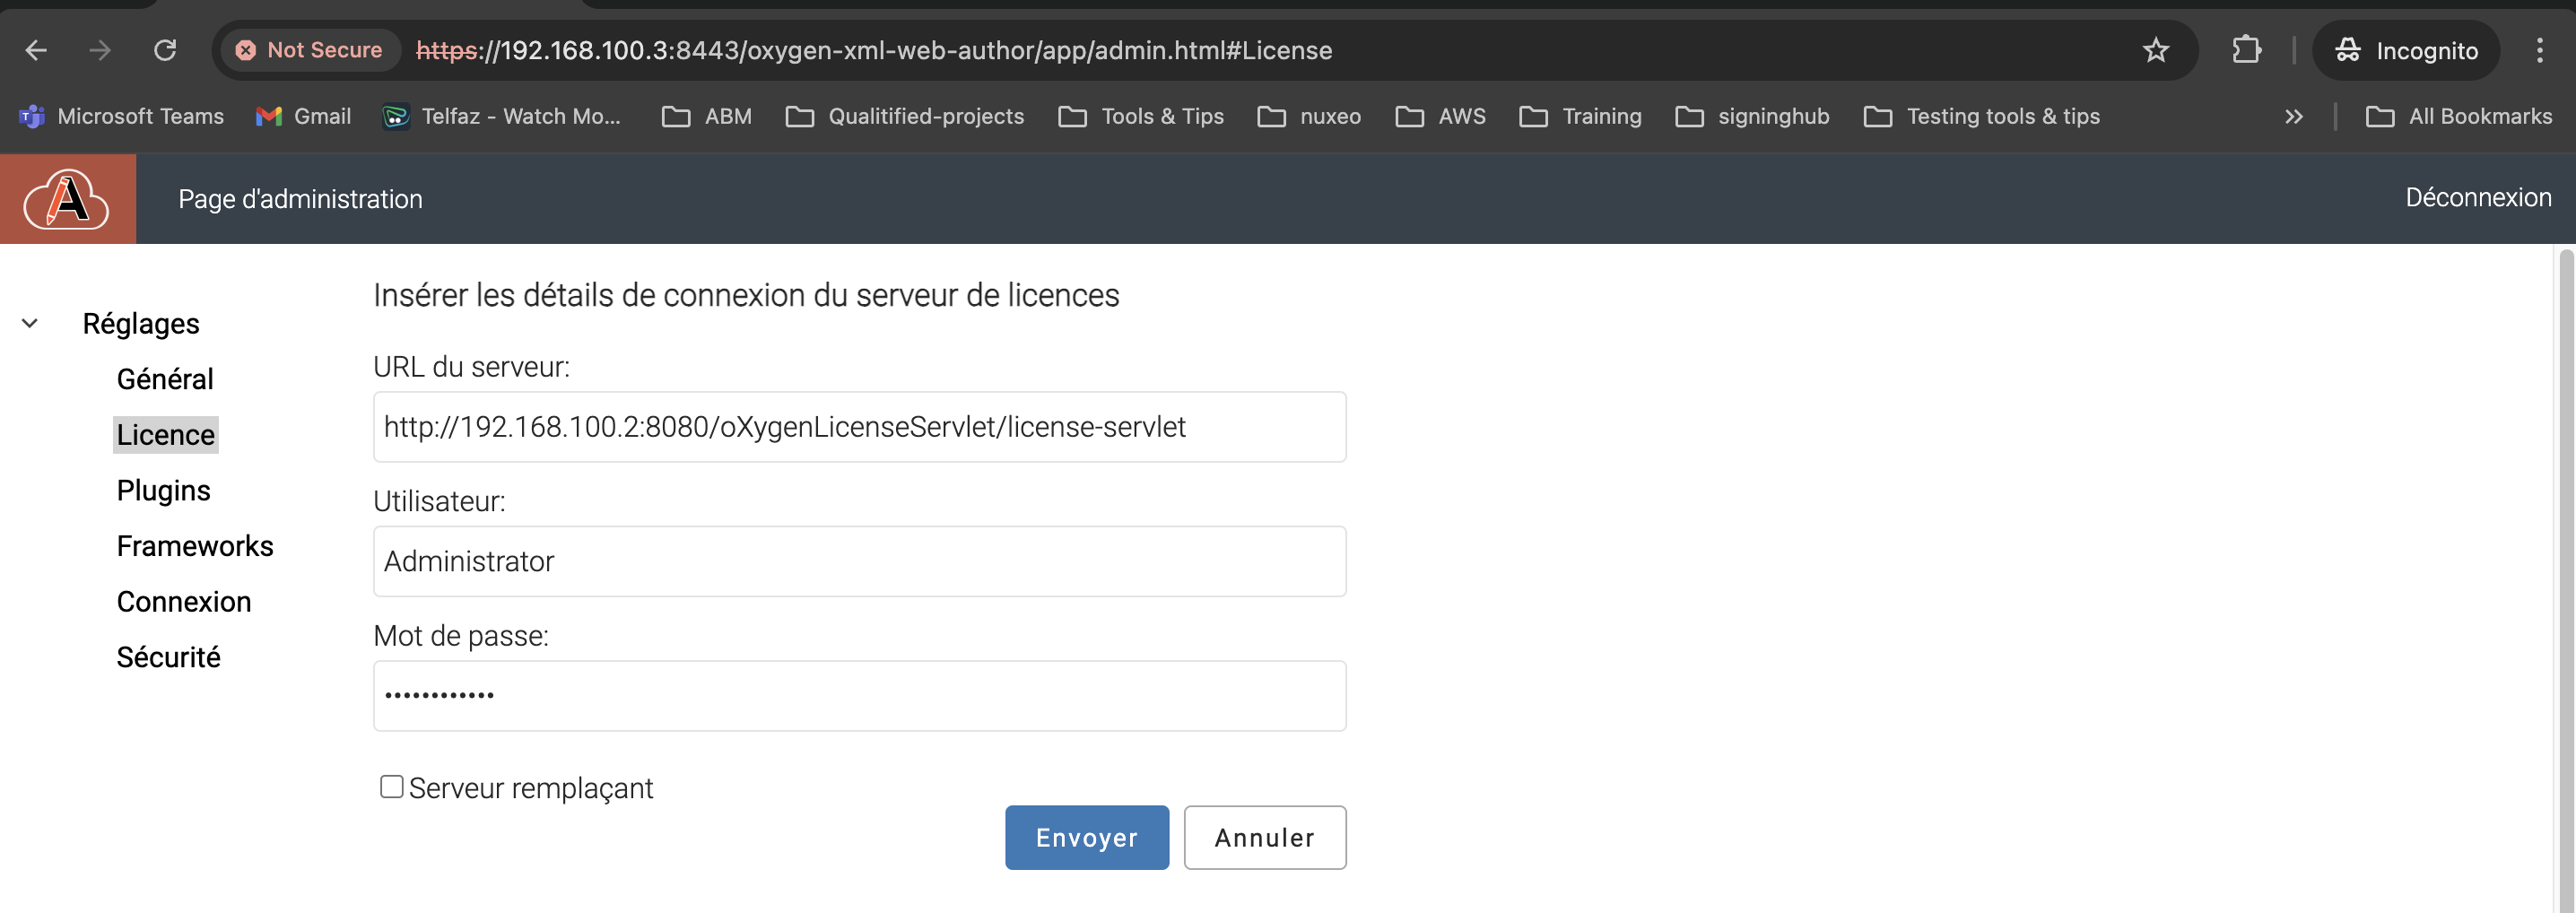 Not Secure https://192.168.100.3:8443/oxygen-xml-web-author/app/admin.html#License Incognito
Microsoft Teams Gmail Telfaz - Watch Mo... ABM Qualitified-projects Tools & Tips nuxeo AWS Training signinghub Testing tools & tips » All Bookmarks
A Page d'administration Déconnexion
Insérer les détails de connexion du serveur de licences
Réglages
Général
Licence
Plugins
Frameworks
Connexion
Sécurité
URL du serveur:
http://192.168.100.2:8080/oXygenLicenseServlet/license-servlet
Utilisateur:
Administrator
Mot de passe:
••••••••••••
Serveur remplaçant
Envoyer Annuler